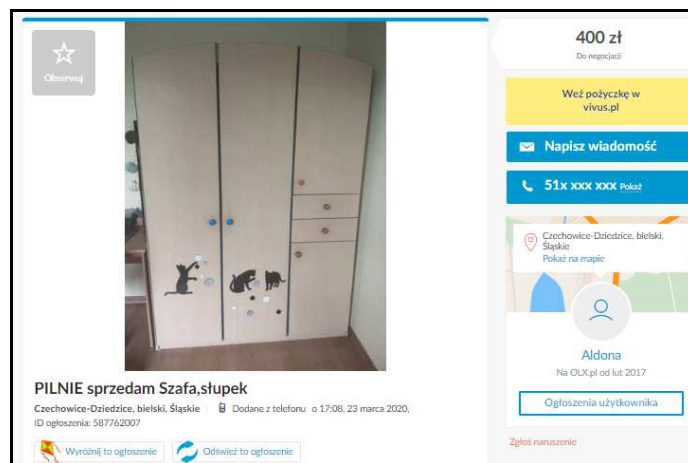 Obserwuj
PILNIE sprzedam Szafa,słupek
Czechowice-Dziedzice, bielski, Śląskie Dodane z telefonu o 17:08, 23 marca 2020,
ID ogłoszenia: 587762007
Wyróżnij to ogłoszenie Odśwież to ogłoszenie
400 zł
Do negocjacji
Weź pożyczkę w
vivus.pl
Napisz wiadomość
51x xxx xxx Pokaż
Czechowice-Dziedzice, bielski,
Śląskie
Pokaż na mapie
Aldona
Na OLX.pl od lut 2017
Ogłoszenia użytkownika
Zgłoś naruszenie